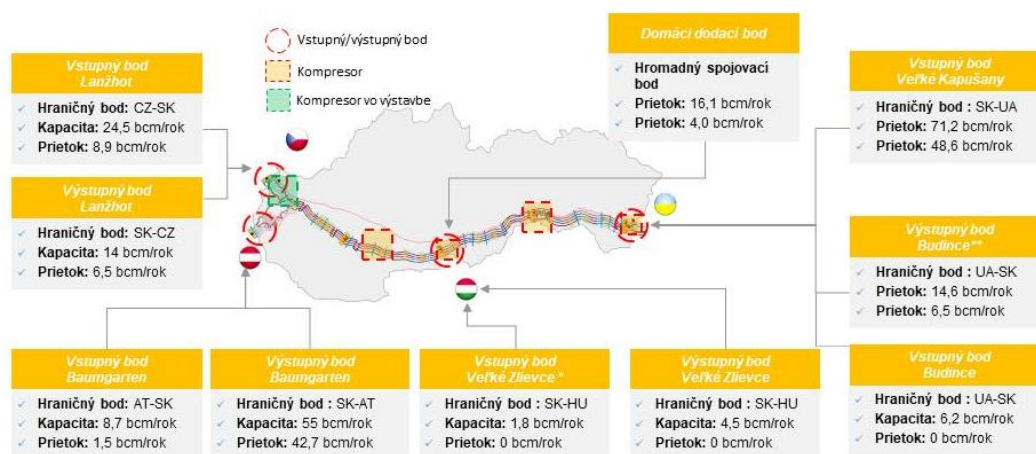 Vstupný/výstupný bod
Kompresor
Kompresor vo výstavbe
Vstupný bod
Lanžhot
Hraničný bod: CZ-SK
Kapacita: 24,5 bcm/rok
Prietok: 8,9 bcm/rok
Výstupný bod
Lanžhot
Hraničný bod: SK-CZ
Kapacita: 14 bcm/rok
Prietok: 6,5 bcm/rok
Domáci dodací bod
Hromadný spojovací
bod
Prietok: 16,1 bcm/rok
Prietok: 4,0 bcm/rok
Vstupný bod
Veľké Kapušany
Hraničný bod : SK-UA
Prietok: 71,2 bcm/rok
Prietok: 48,6 bcm/rok
Výstupný bod
Budince**
Hraničný bod : UA-SK
Prietok: 14,6 bcm/rok
Prietok: 6,5 bcm/rok
Vstupný bod
Baumgarten
Hraničný bod: AT-SK
Kapacita: 8,7 bcm/rok
Prietok: 1,5 bcm/rok
Výstupný bod
Baumgarten
Hraničný bod : SK-AT
Kapacita: 55 bcm/rok
Prietok: 42,7 bcm/rok
Vstupný bod
Veľké Zlievce *
Hraničný bod : SK-HU
Kapacita: 1,8 bcm/rok
Prietok: 0 bcm/rok
Výstupný bod
Veľké Zlievce
Hraničný bod : SK-HU
Kapacita: 4,5 bcm/rok
Prietok: 0 bcm/rok
Vstupný bod
Budince
Hraničný bod: UA-SK
Kapacita: 6,2 bcm/rok
Prietok: 0 bcm/rok